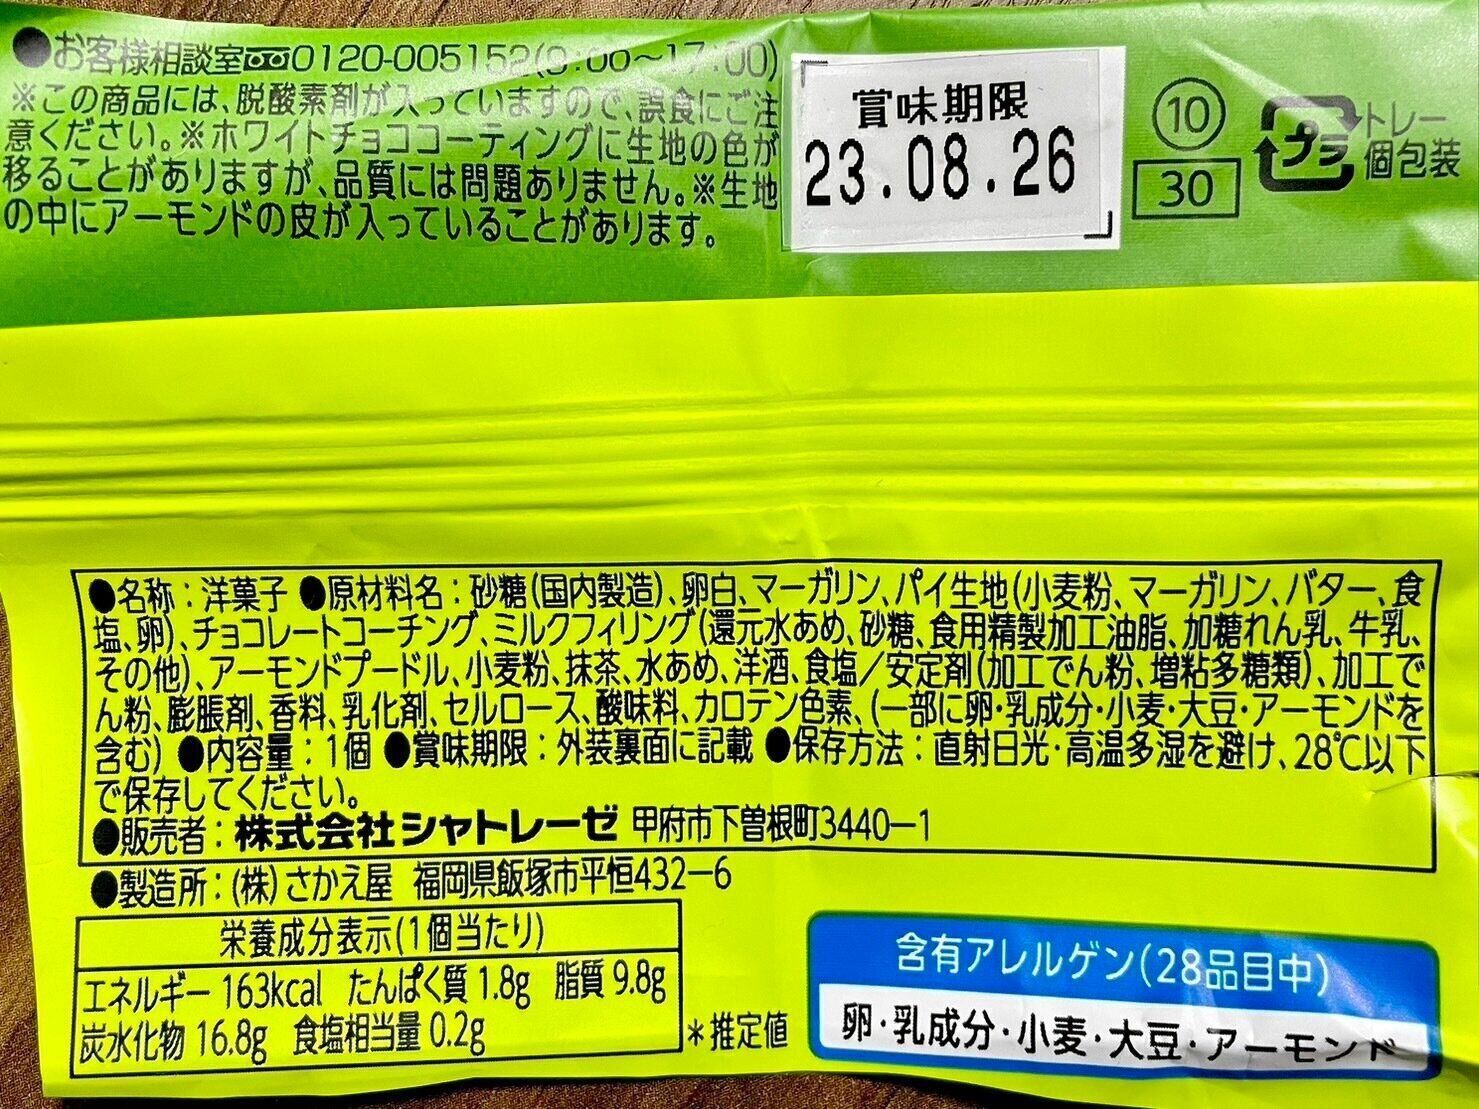 ●お客様相談室 0120-005152(9:00～17:00)
※この商品には、脱酸素剤が入っていますので、誤食にご注
意ください。※ホワイトチョココーティングに生地の色が
移ることがありますが、品質には問題ありません。※生地
の中にアーモンドの皮が入っていることがあります。
賞味期限
23.08.26
10
30
プラ
トレー
個包装
●名称：洋菓子 ●原材料名：砂糖(国内製造)、卵白、マーガリン、パイ生地(小麦粉、マーガリン、バター、食
塩、卵)、チョコレートコーチング、ミルクフィリング(還元水あめ、砂糖、食用精製加工油脂、加糖れん乳、牛乳、
その他)、アーモンドプードル、小麦粉、抹茶、水あめ、洋酒、食塩／安定剤(加工でん粉、増粘多糖類)、加工で
ん粉、膨脹剤、香料、乳化剤、セルロース、酸味料、カロテン色素、(一部に卵・乳成分・小麦・大豆・アーモンドを
含む) ●内容量：1個 ●賞味期限：外装裏面に記載 ●保存方法：直射日光・高温多湿を避け、28℃以下
で保存してください。
●販売者：株式会社シャトレーゼ 甲府市下曽根町3440－1
●製造所：(株)さかえ屋 福岡県飯塚市平恒432－6
栄養成分表示(1個当たり)
エネルギー 163kcal たんぱく質 1.8g 脂質 9.8g
炭水化物 16.8g 食塩相当量 0.2g
＊推定値
含有アレルゲン(28品目中)
卵・乳成分・小麦・大豆・アーモンド